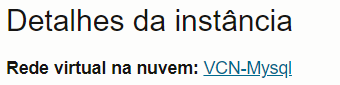 Detalhes da instância
Rede virtual na nuvem: VCN-Mysql